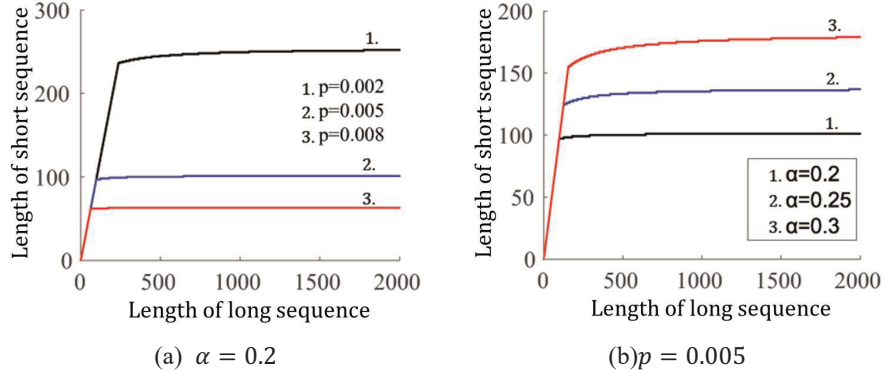 300
200
100
0
Length of short sequence
1.
1. p=0.002
2. p=0.005
3. p=0.008
2.
3.
0 500 1000 1500 2000
Length of long sequence
(a) α = 0.2
200
150
100
50
0
Length of short sequence
3.
2.
1.
1. α=0.2
2. α=0.25
3. α=0.3
0 500 1000 1500 2000
Length of long sequence
(b)p = 0.005